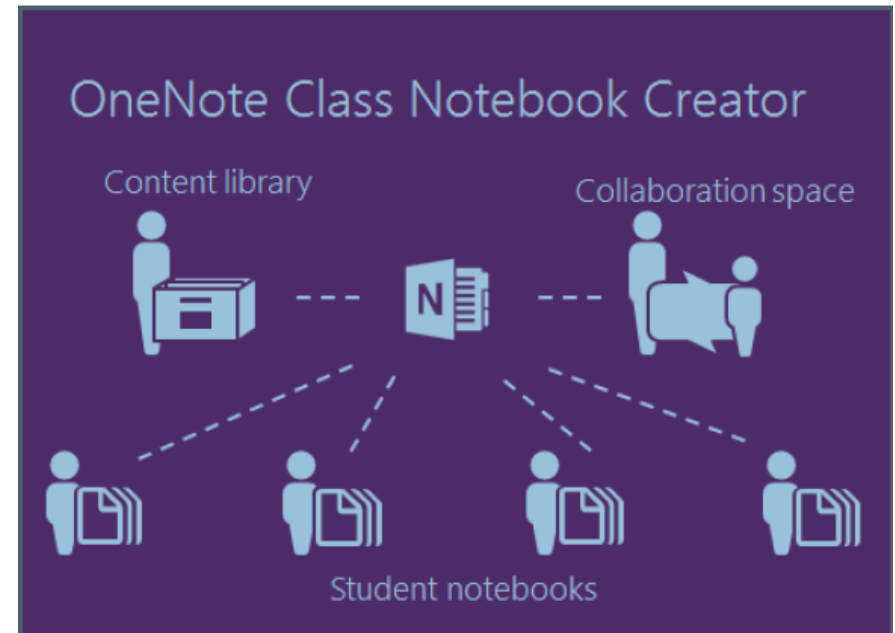 OneNote Class Notebook Creator
Content library
Collaboration space
N
Student notebooks